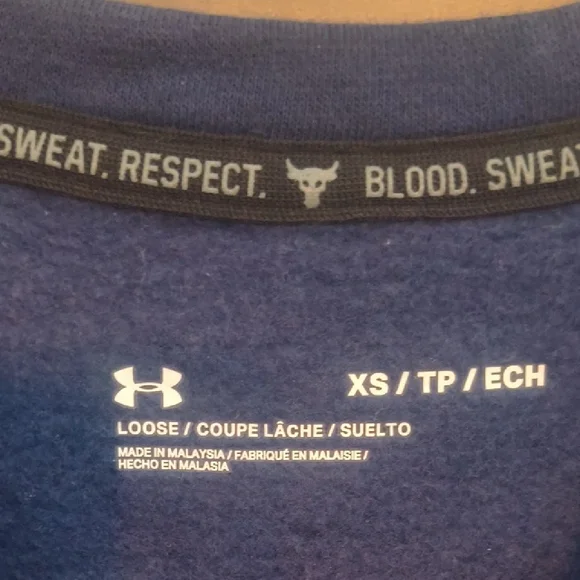 SWEAT. RESPECT. BLOOD. SWEAT
XS / TP / ECH
LOOSE / COUPE LÂCHE / SUELTO
MADE IN MALAYSIA / FABRIQUÉ EN MALAISIE /
HECHO EN MALASIA